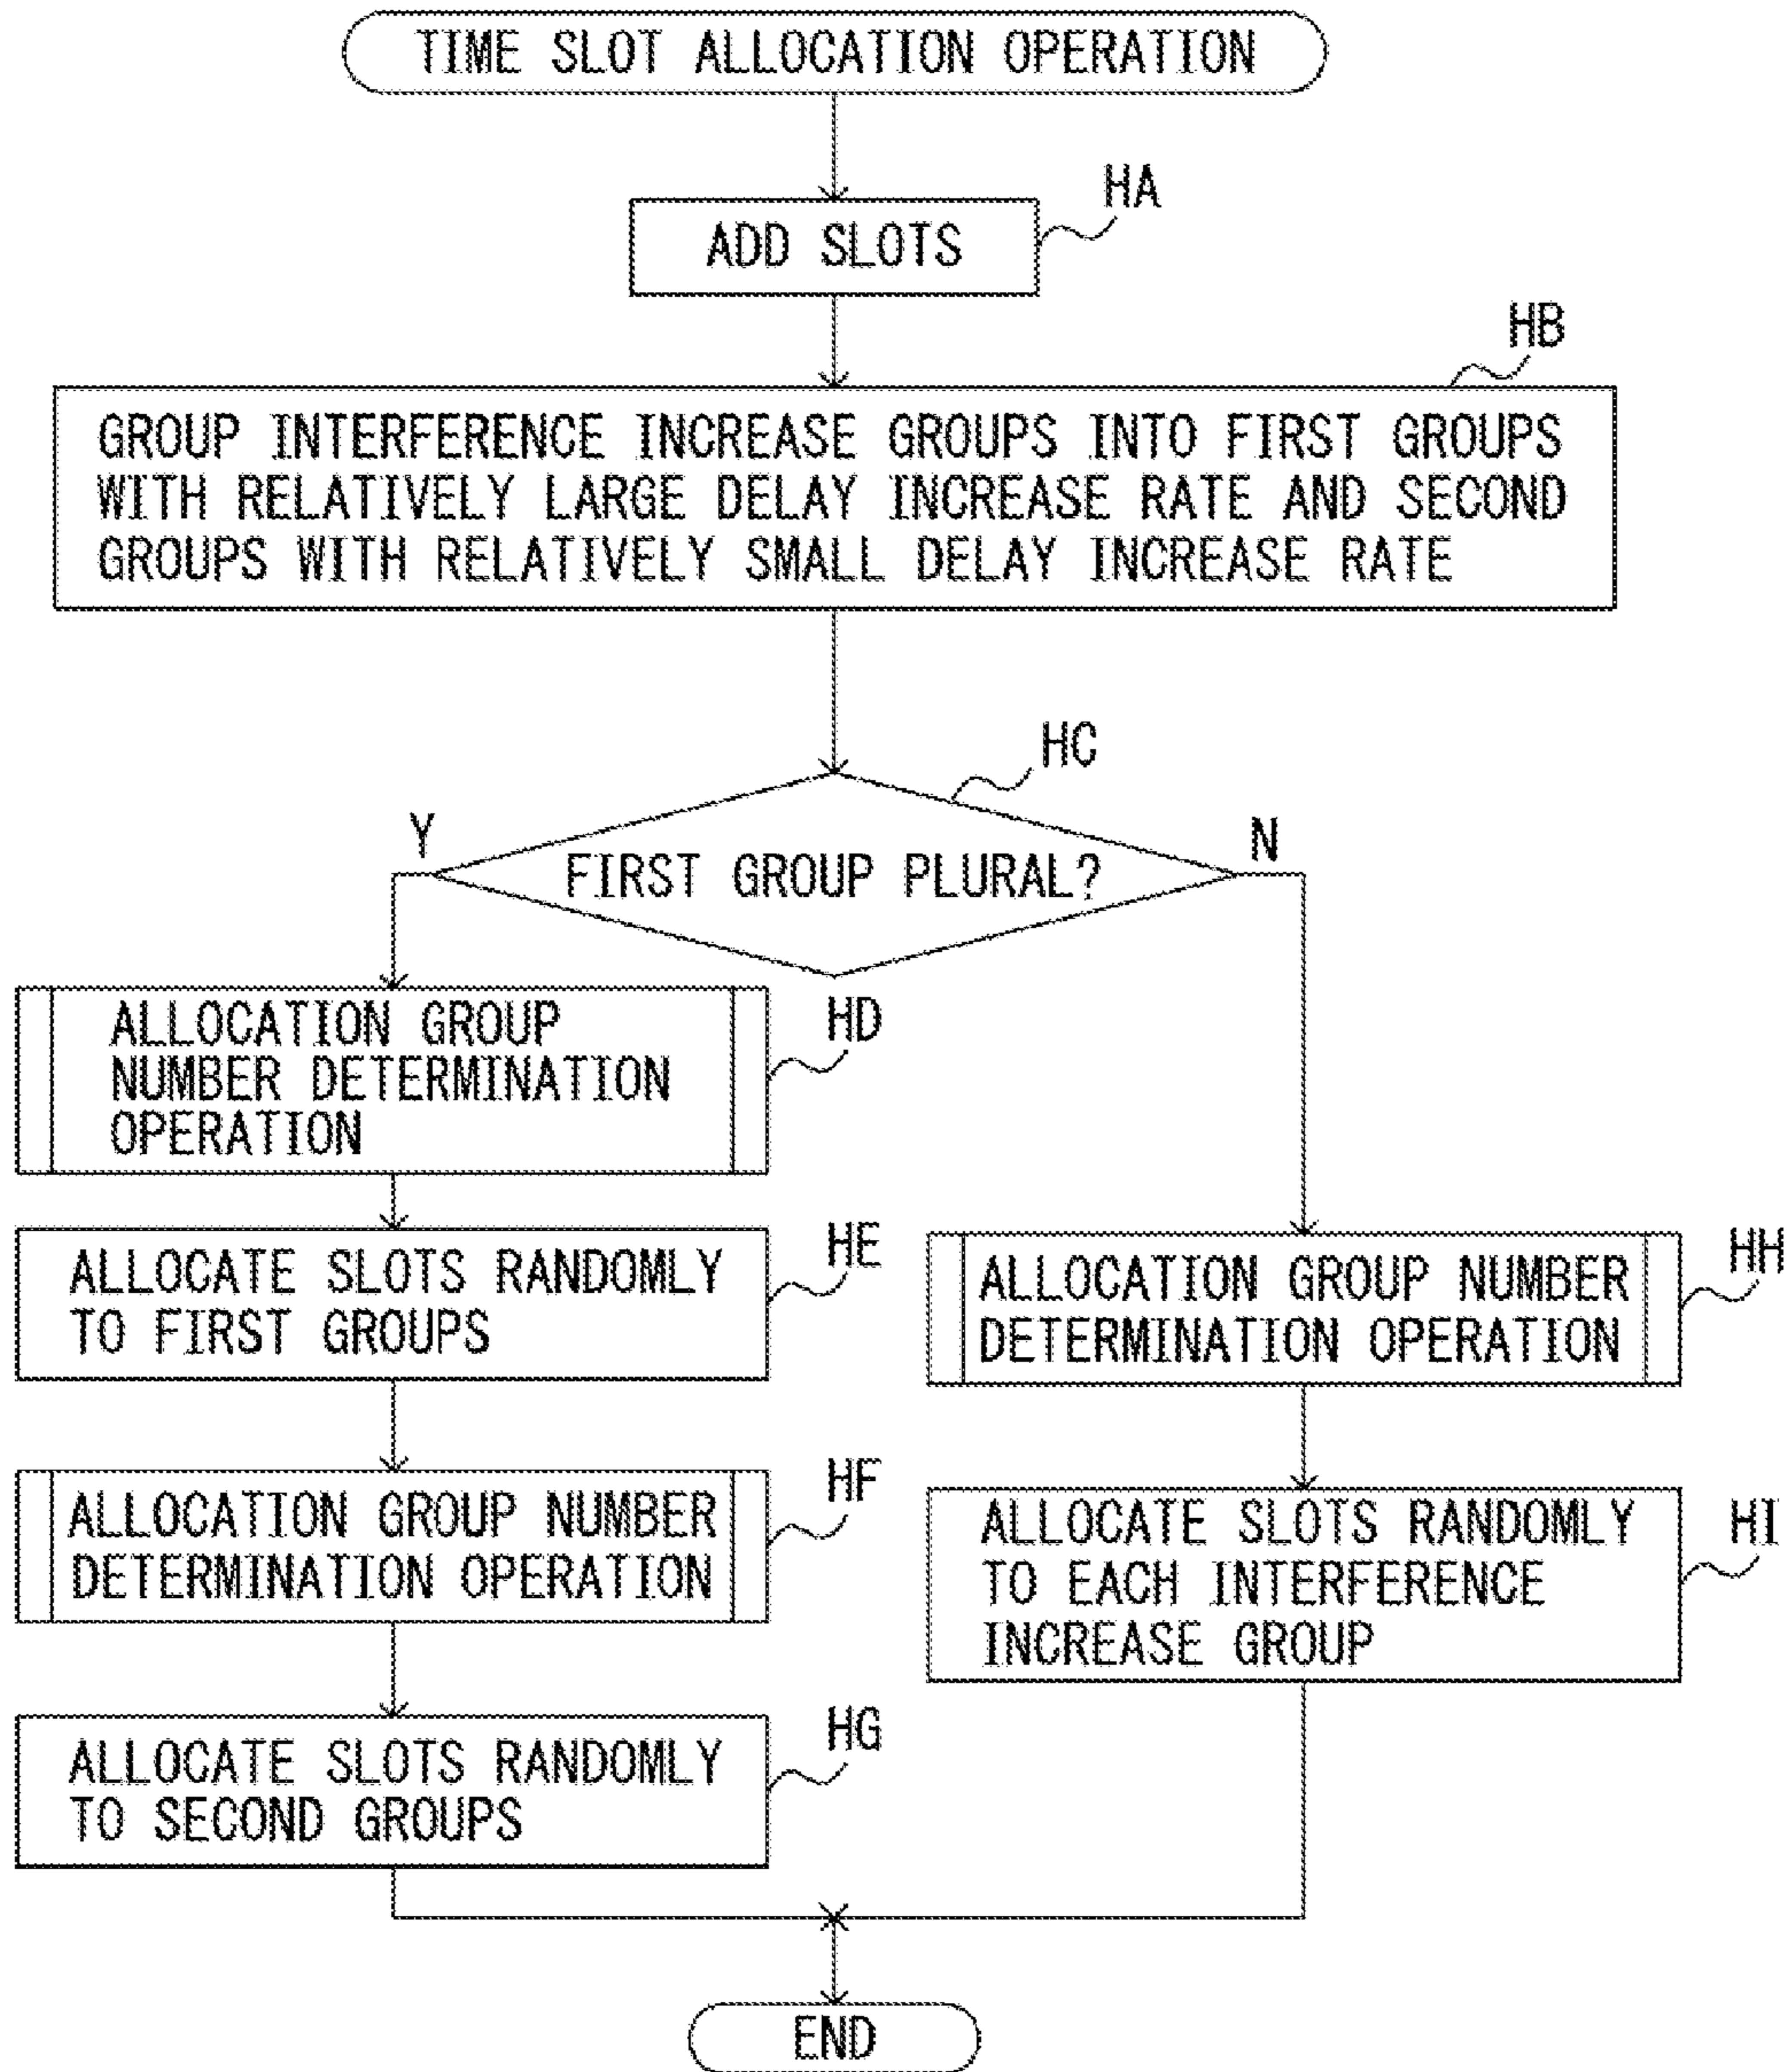 TIME SLOT ALLOCATION OPERATION
HA
ADD SLOTS
HB
GROUP INTERFERENCE INCREASE GROUPS INTO FIRST GROUPS
WITH RELATIVELY LARGE DELAY INCREASE RATE AND SECOND
GROUPS WITH RELATIVELY SMALL DELAY INCREASE RATE
HC
Y
N
FIRST GROUP PLURAL?
HD
ALLOCATION GROUP
NUMBER DETERMINATION
OPERATION
HE
ALLOCATE SLOTS RANDOMLY
TO FIRST GROUPS
HF
ALLOCATION GROUP NUMBER
DETERMINATION OPERATION
HG
ALLOCATE SLOTS RANDOMLY
TO SECOND GROUPS
HH
ALLOCATION GROUP NUMBER
DETERMINATION OPERATION
HI
ALLOCATE SLOTS RANDOMLY
TO EACH INTERFERENCE
INCREASE GROUP
END